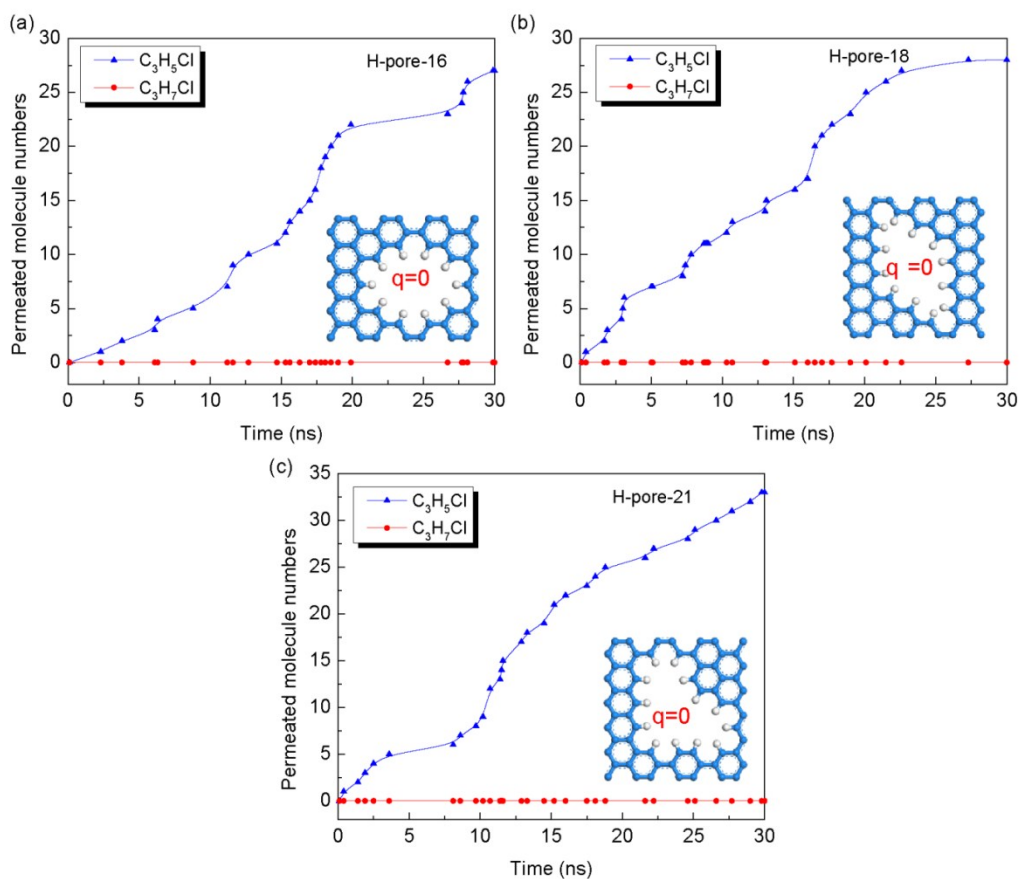 (a)
30
25
20
15
10
5
0
Permeated molecule numbers
C₃H₅Cl
C₃H₇Cl
H-pore-16
q=0
0 5 10 15 20 25 30
Time (ns)
(b)
30
25
20
15
10
5
0
Permeated molecule numbers
C₃H₅Cl
C₃H₇Cl
H-pore-18
q =0
0 5 10 15 20 25 30
Time (ns)
(c)
35
30
25
20
15
10
5
0
Permeated molecule numbers
C₃H₅Cl
C₃H₇Cl
H-pore-21
q=0
0 5 10 15 20 25 30
Time (ns)